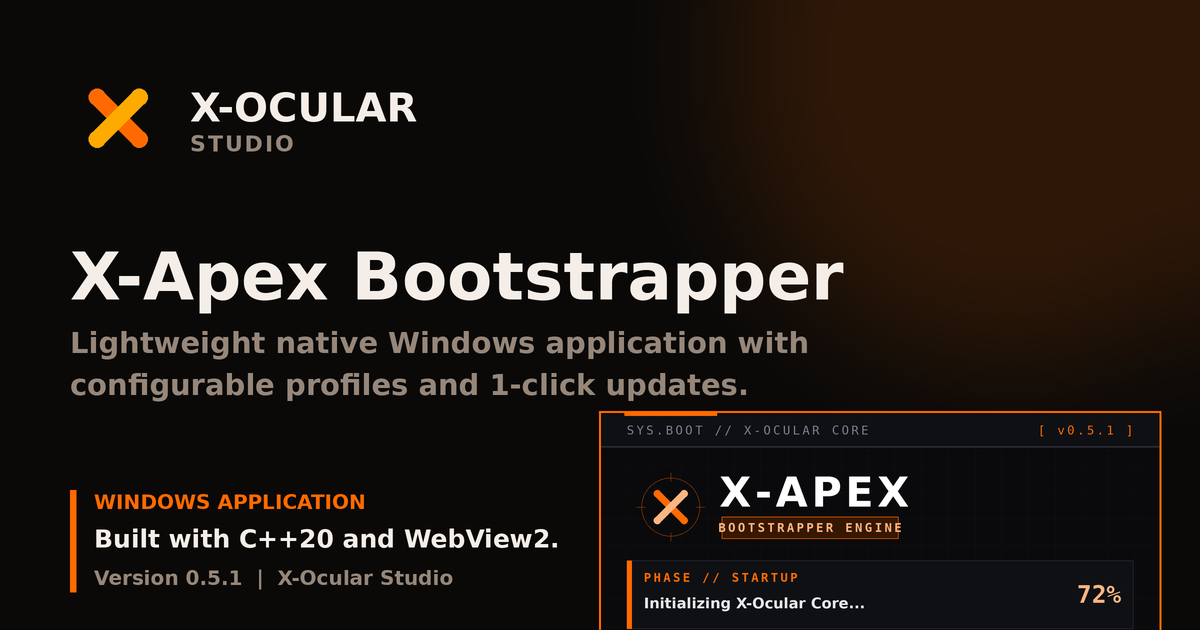 X-OCULAR
STUDIO
X-Apex Bootstrapper
Lightweight native Windows application with
configurable profiles and 1-click updates.
WINDOWS APPLICATION
Built with C++20 and WebView2.
Version 0.5.1 | X-Ocular Studio
SYS.BOOT // X-OCULAR CORE
[ v0.5.1 ]
X-APEX
BOOTSTRAPPER ENGINE
PHASE // STARTUP
Initializing X-Ocular Core...
72%